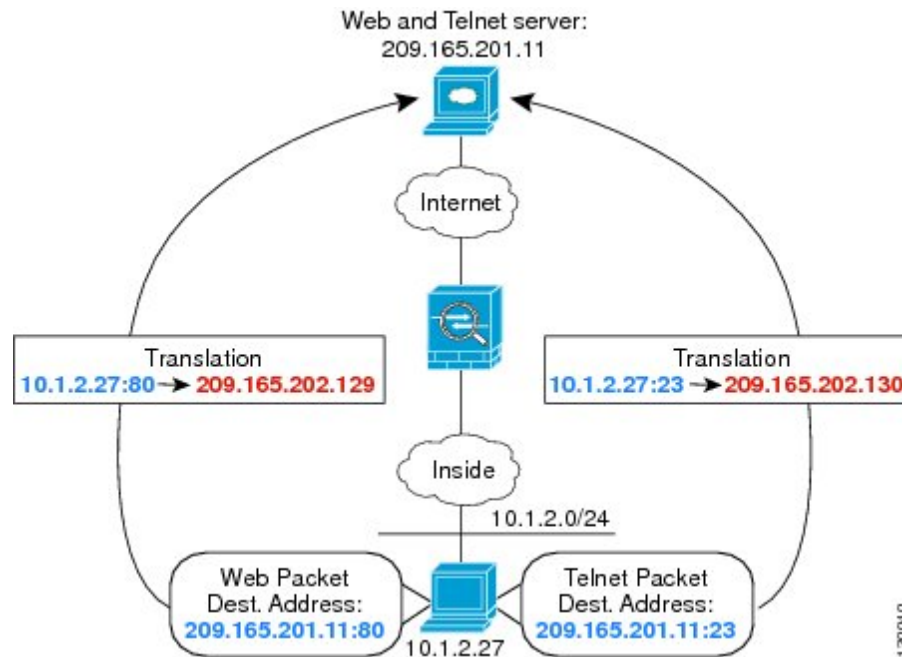 Web and Telnet server:
209.165.201.11
Internet
Translation
10.1.2.27:80 → 209.165.202.129
Translation
10.1.2.27:23 → 209.165.202.130
Inside
10.1.2.0/24
Web Packet
Dest. Address:
209.165.201.11:80
Telnet Packet
Dest. Address:
209.165.201.11:23
10.1.2.27